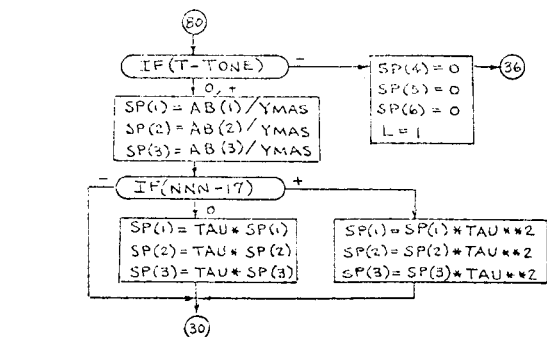 80
IF(T-TONE)
-
0,+
SP(4)=0
SP(5)=0
SP(6)=0
L=1
36
SP(1)=AB(1)/YMAS
SP(2)=AB(2)/YMAS
SP(3)=AB(3)/YMAS
-
IF(NNN-17)
+
0
SP(1)=TAU*SP(1)
SP(2)=TAU*SP(2)
SP(3)=TAU*SP(3)
SP(1)=SP(1)*TAU**2
SP(2)=SP(2)*TAU**2
SP(3)=SP(3)*TAU**2
30